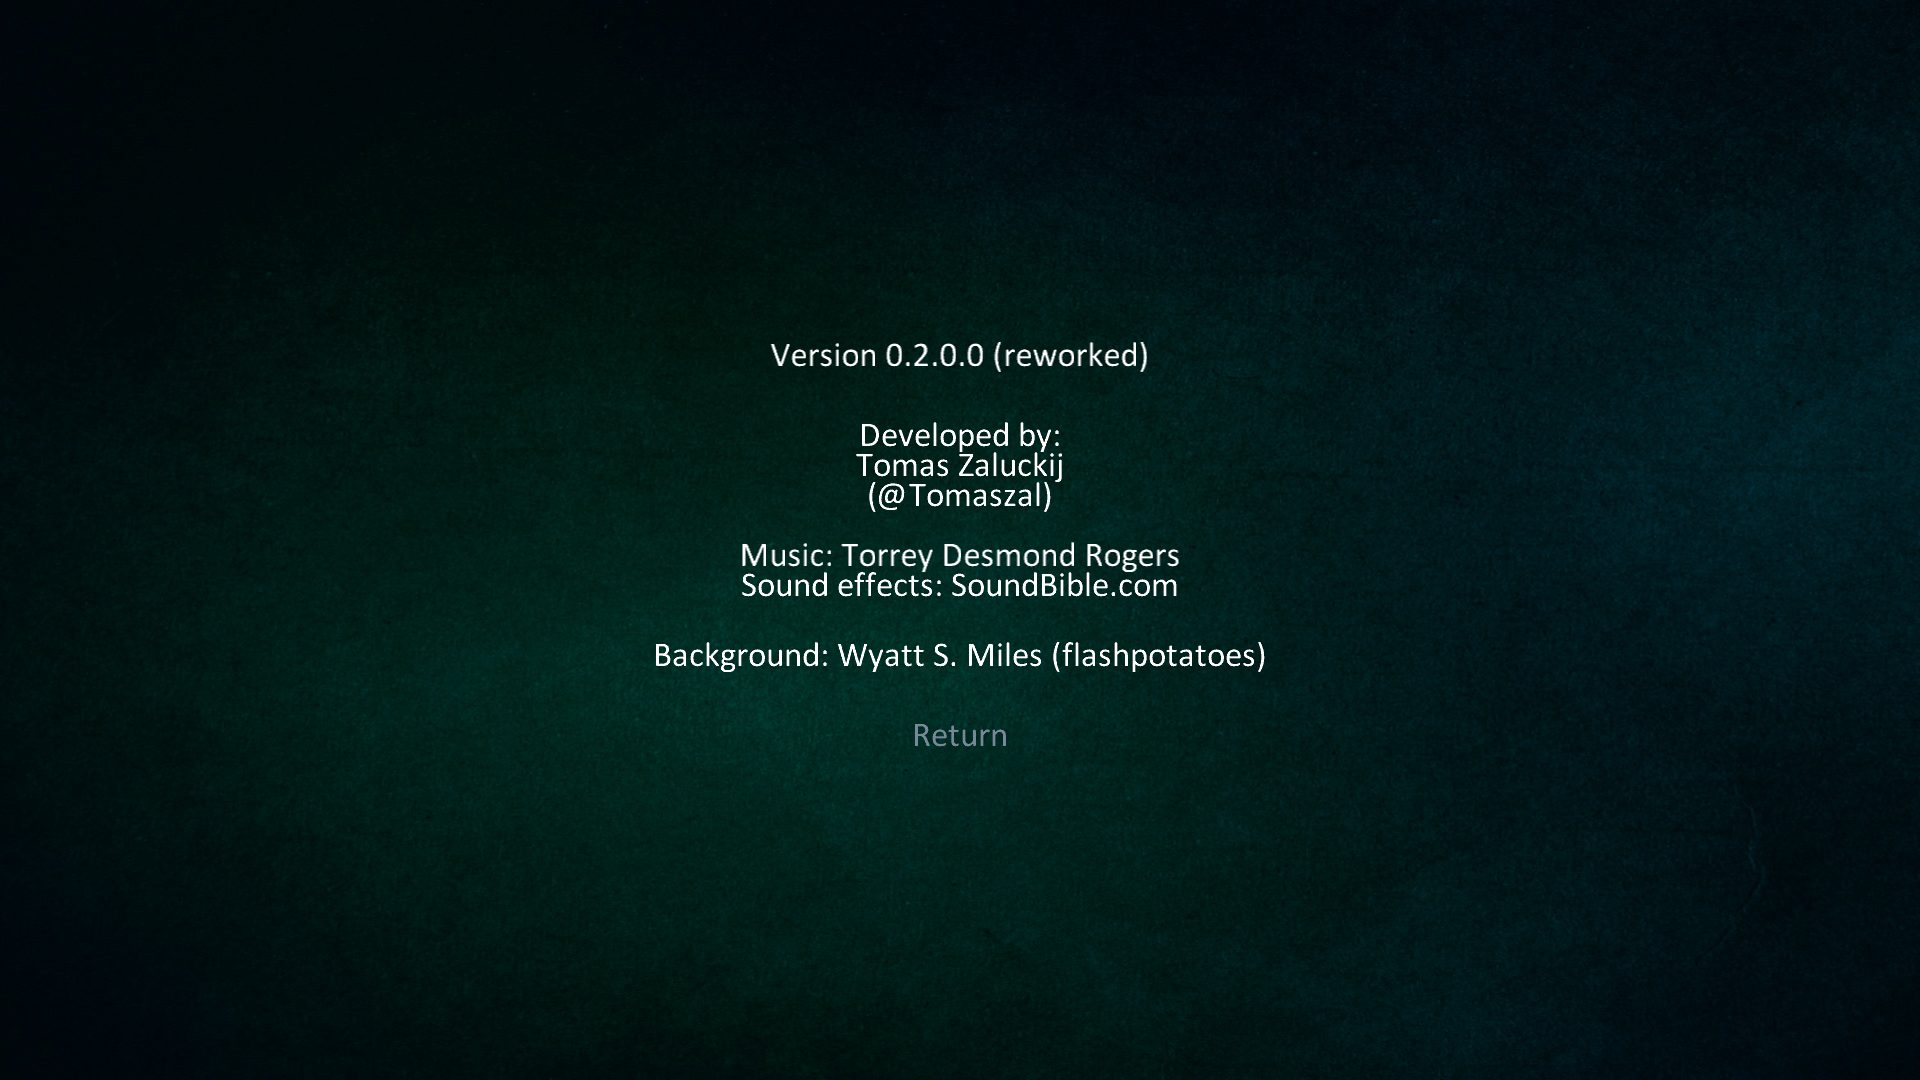 Version 0.2.0.0 (reworked)
Developed by:
Tomas Zaluckij
(@Tomaszal)
Music: Torrey Desmond Rogers
Sound effects: SoundBible.com
Background: Wyatt S. Miles (flashpotatoes)
Return